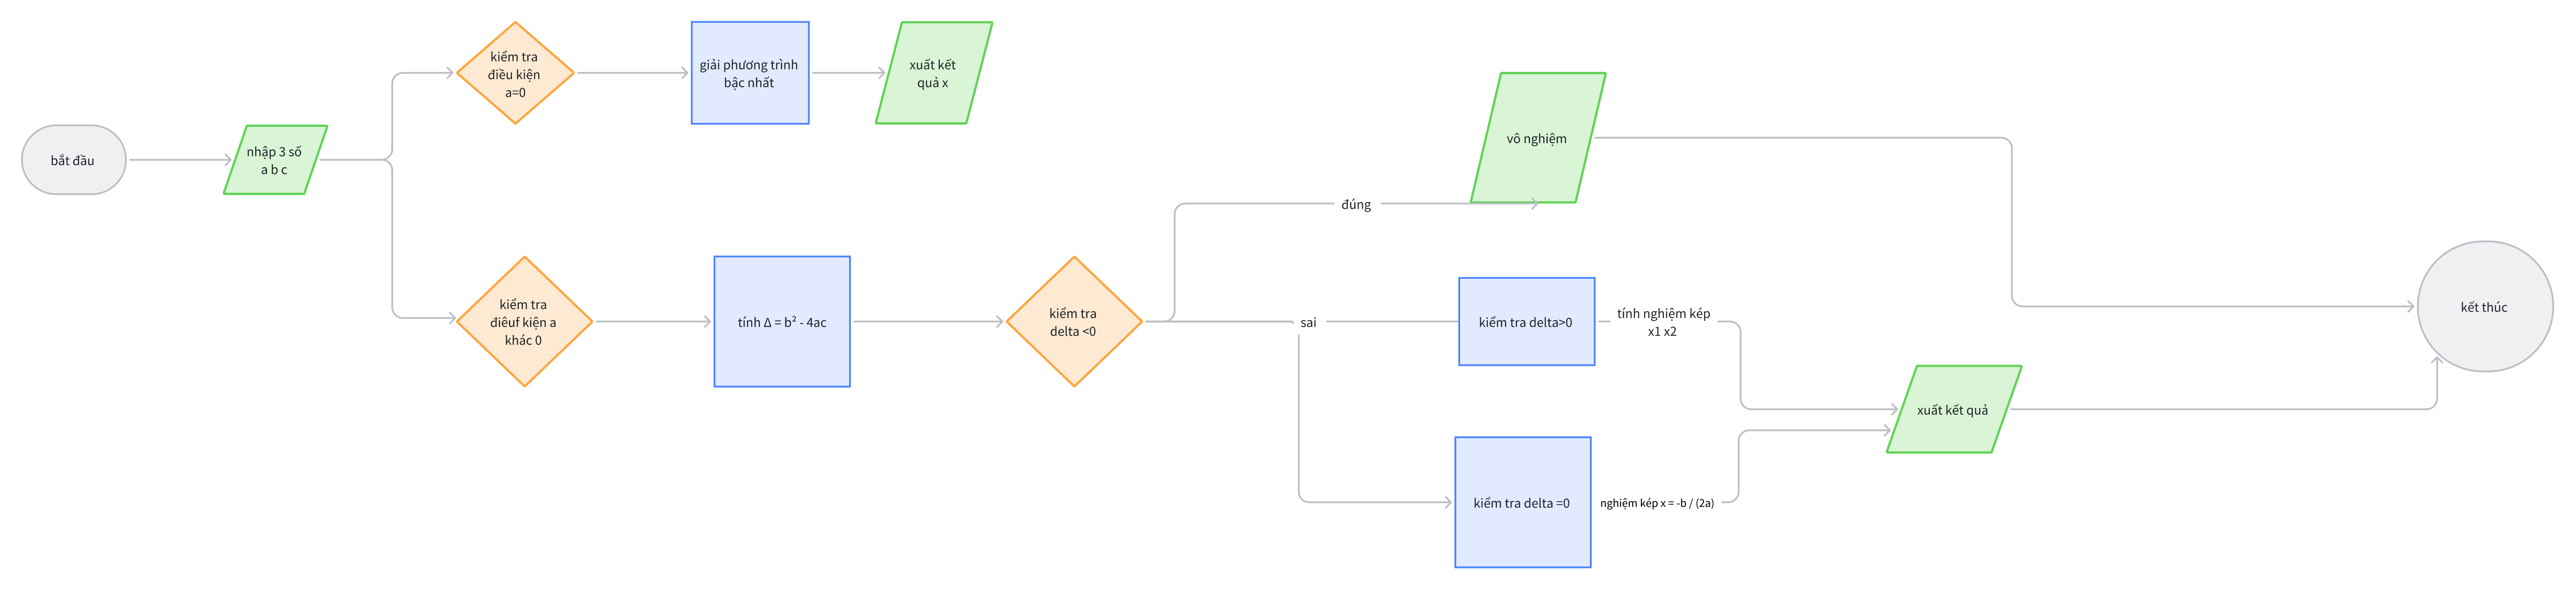 bắt đầu
nhập 3 số
a b c
kiểm tra
điều kiện
a=0
giải phương trình
bậc nhất
xuất kết
quả x
kiểm tra
điêuf kiện a
khác 0
tính Δ = b² - 4ac
kiểm tra
delta <0
đúng
vô nghiệm
sai
kiểm tra delta>0
tính nghiệm kép
x1 x2
kiểm tra delta =0
nghiệm kép x = -b / (2a)
xuất kết quả
kết thúc